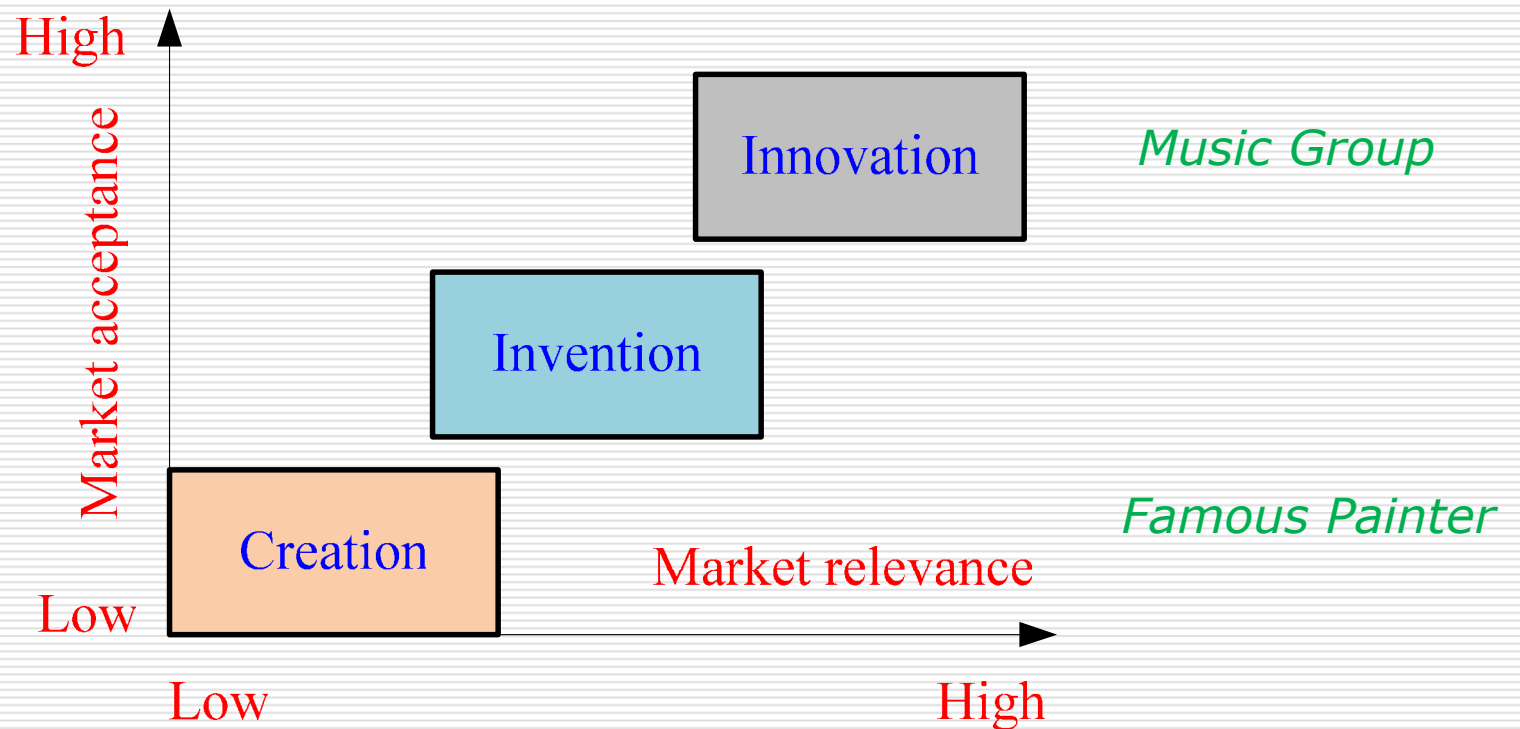 High
Market acceptance
Innovation
Music Group
Invention
Creation
Famous Painter
Market relevance
Low
Low
High